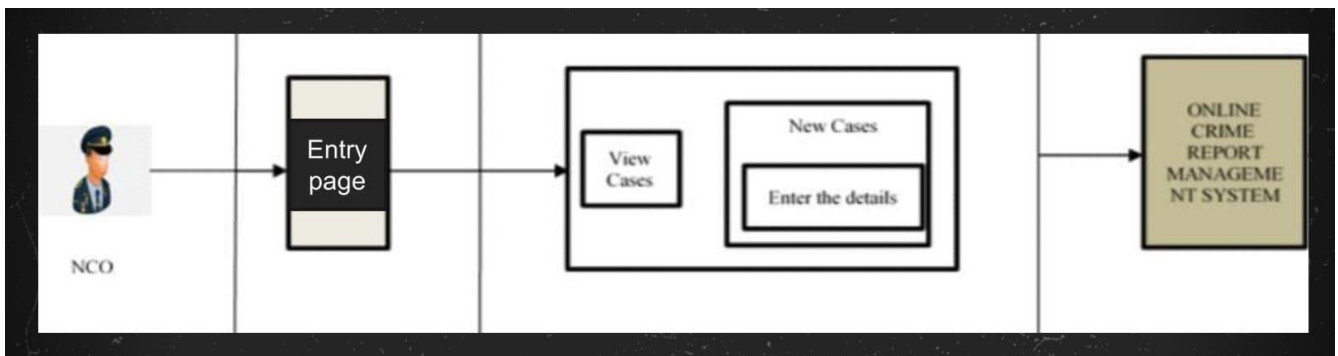 NCO
Entry
page
View
Cases
New Cases
Enter the details
ONLINE
CRIME
REPORT
MANAGEME
NT SYSTEM